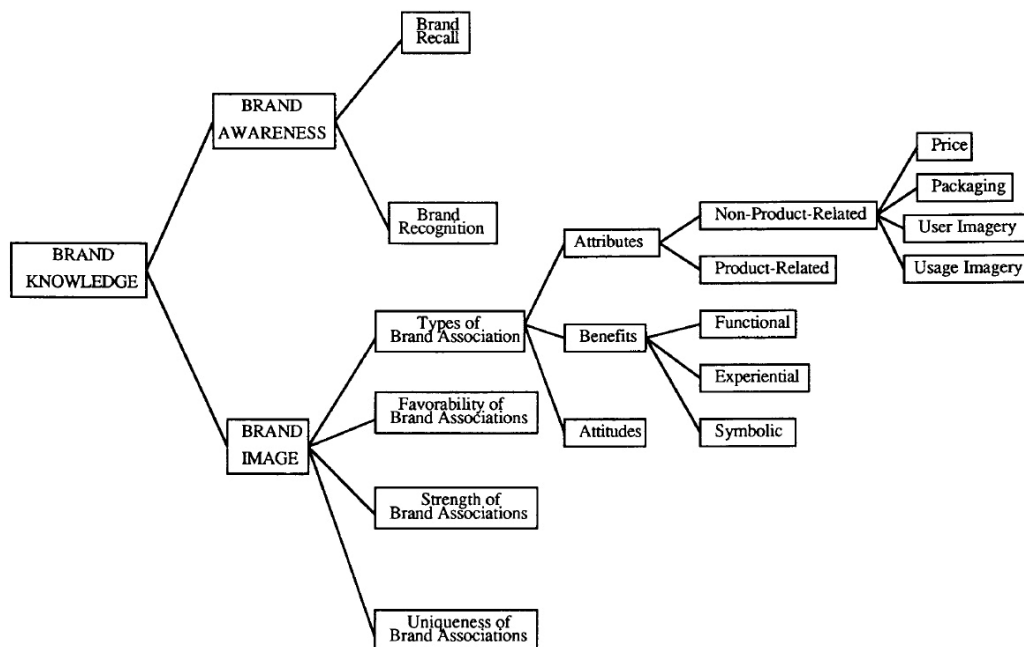 Brand
Recall
BRAND
AWARENESS
Brand
Recognition
BRAND
KNOWLEDGE
BRAND
IMAGE
Types of
Brand Association
Favorability of
Brand Associations
Strength of
Brand Associations
Uniqueness of
Brand Associations
Attributes
Benefits
Attitudes
Non-Product-Related
Product-Related
Functional
Experiential
Symbolic
Price
Packaging
User Imagery
Usage Imagery